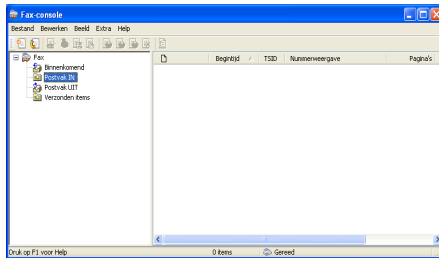 Fax-console
Bestand Bewerken Beeld Extra Help
Fax
Binnenkomend
Postvak IN
Postvak UIT
Verzonden items
Begintijd TSID Nummerweergave Pagina's
Druk op F1 voor Help 0 items Gereed